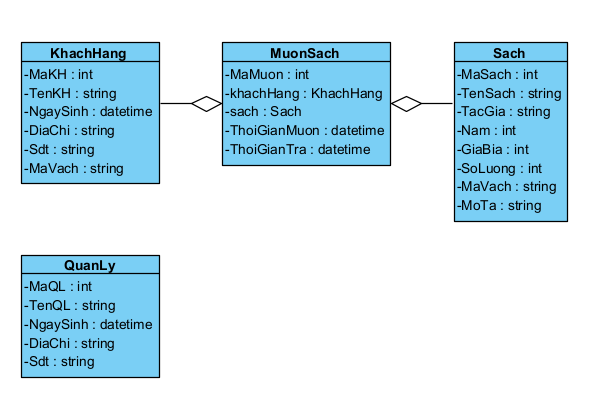 KhachHang
-MaKH : int
-TenKH : string
-NgaySinh : datetime
-DiaChi : string
-Sdt : string
-MaVach : string
MuonSach
-MaMuon : int
-khachHang : KhachHang
-sach : Sach
-ThoiGianMuon : datetime
-ThoiGianTra : datetime
Sach
-MaSach : int
-TenSach : string
-TacGia : string
-Nam : int
-GiaBia : int
-SoLuong : int
-MaVach : string
-MoTa : string
QuanLy
-MaQL : int
-TenQL : string
-NgaySinh : datetime
-DiaChi : string
-Sdt : string